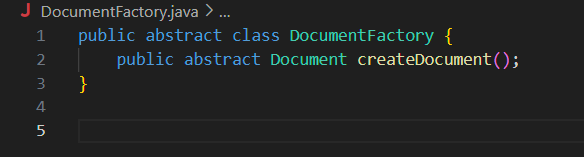 DocumentFactory.java > ...
1 public abstract class DocumentFactory {
2     public abstract Document createDocument();
3 }
4
5